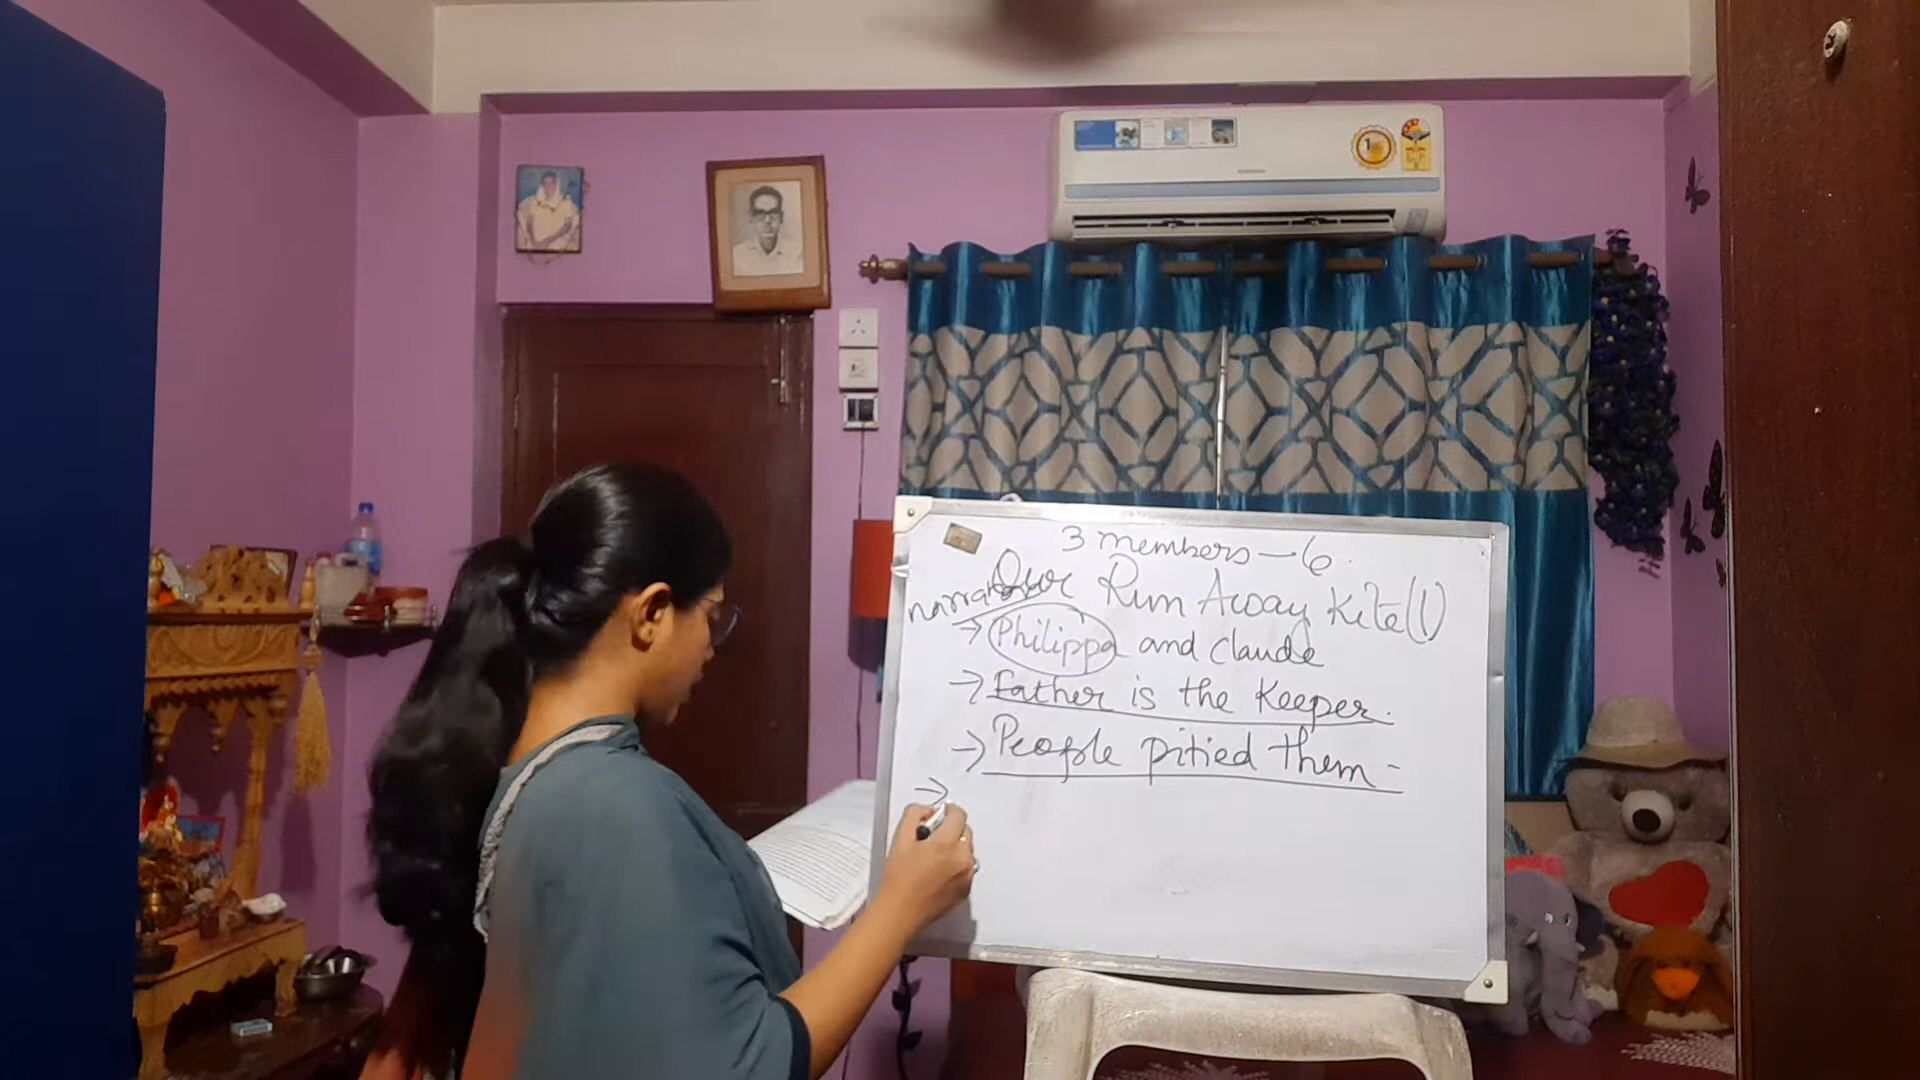 3 members - 6.
Our Run Away Kite(1)
narrator
→ Philippa and Claude
→ Father is the Keeper.
→ People pitied them -
→